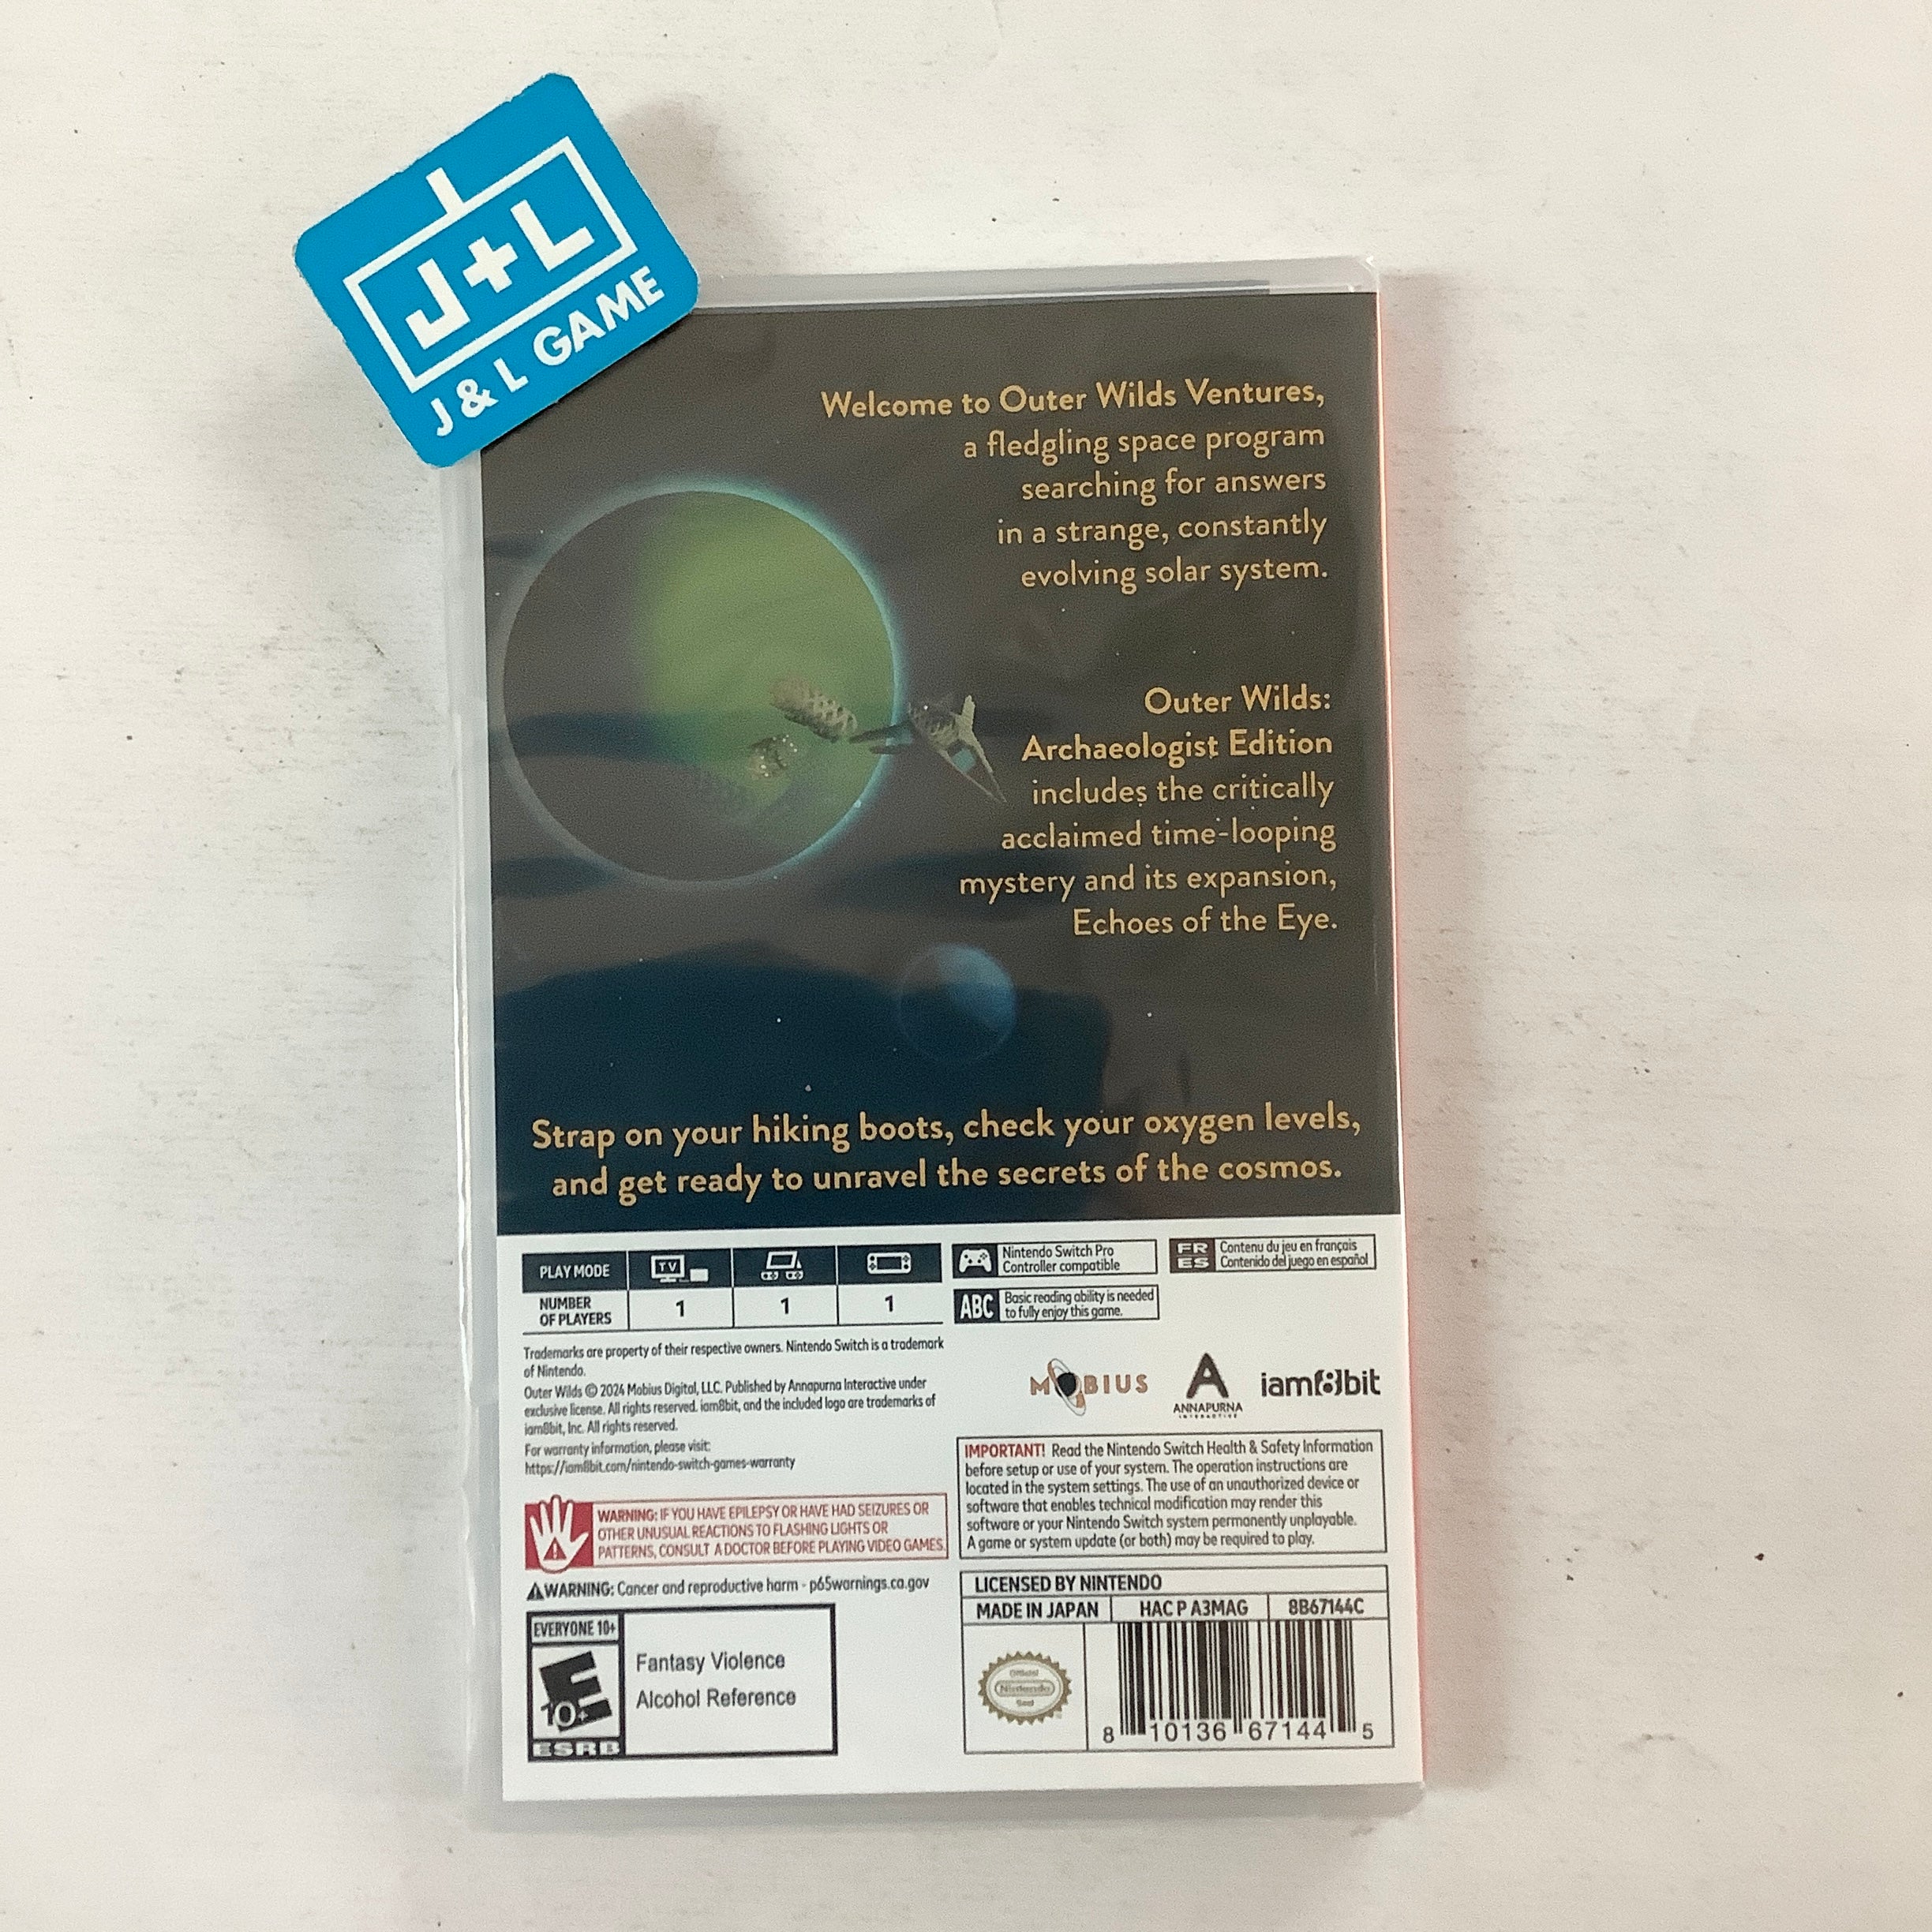 J+L
J & L GAME
Welcome to Outer Wilds Ventures,
a fledgling space program
searching for answers
in a strange, constantly
evolving solar system.
Outer Wilds:
Archaeologist Edition
includes the critically
acclaimed time-looping
mystery and its expansion,
Echoes of the Eye.
Strap on your hiking boots, check your oxygen levels,
and get ready to unravel the secrets of the cosmos.
PLAY MODE
TV
NUMBER
OF PLAYERS
1
1
1
Nintendo Switch Pro
Controller compatible
FR
ES
Contenu du jeu en français
Contenido del juego en español
ABC
Basic reading ability is needed
to fully enjoy this game.
Trademarks are property of their respective owners. Nintendo Switch is a trademark
of Nintendo.
Outer Wilds © 2024 Mobius Digital, LLC. Published by Annapurna Interactive under
exclusive license. All rights reserved. iam8bit, and the included logo are trademarks of
iam8bit, Inc. All rights reserved.
For warranty information, please visit:
https://iam8bit.com/nintendo-switch-games-warranty
MOBIUS
ANNAPURNA
INTERACTIVE
iam8bit
WARNING: IF YOU HAVE EPILEPSY OR HAVE HAD SEIZURES OR
OTHER UNUSUAL REACTIONS TO FLASHING LIGHTS OR
PATTERNS, CONSULT A DOCTOR BEFORE PLAYING VIDEO GAMES.
IMPORTANT! Read the Nintendo Switch Health & Safety Information
before setup or use of your system. The operation instructions are
located in the system settings. The use of an unauthorized device or
software that enables technical modification may render this
software or your Nintendo Switch system permanently unplayable.
A game or system update (or both) may be required to play.
WARNING: Cancer and reproductive harm - p65warnings.ca.gov
EVERYONE 10+
E
10+
ESRB
Fantasy Violence
Alcohol Reference
LICENSED BY NINTENDO
MADE IN JAPAN
HAC P A3MAG
8B67144C
Official
Nintendo
Seal
8 10136 67144 5